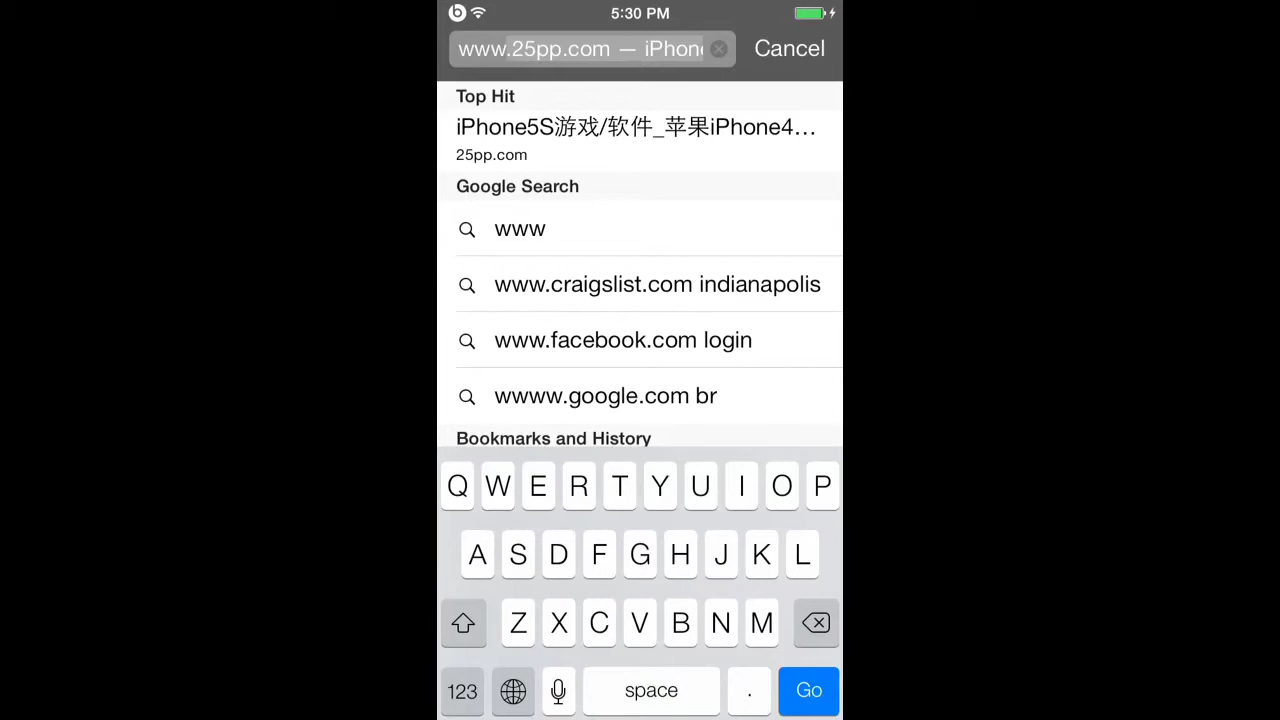 5:30 PM
www.25pp.com — iPhon
Cancel
Top Hit
iPhone5S游戏/软件_苹果iPhone4...
25pp.com
Google Search
www
www.craigslist.com indianapolis
www.facebook.com login
wwww.google.com br
Bookmarks and History
Q W E R T Y U I O P
A S D F G H J K L
Z X C V B N M
123 space . Go